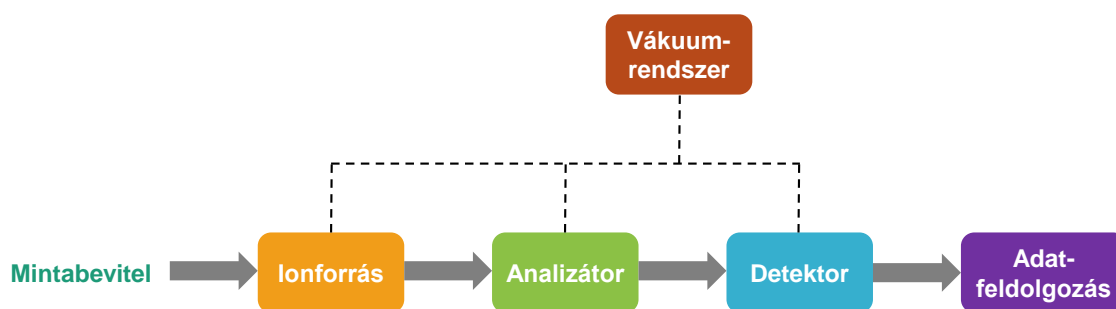 Vákuum-
rendszer
Mintabevitel
Ionforrás
Analizátor
Detektor
Adat-
feldolgozás